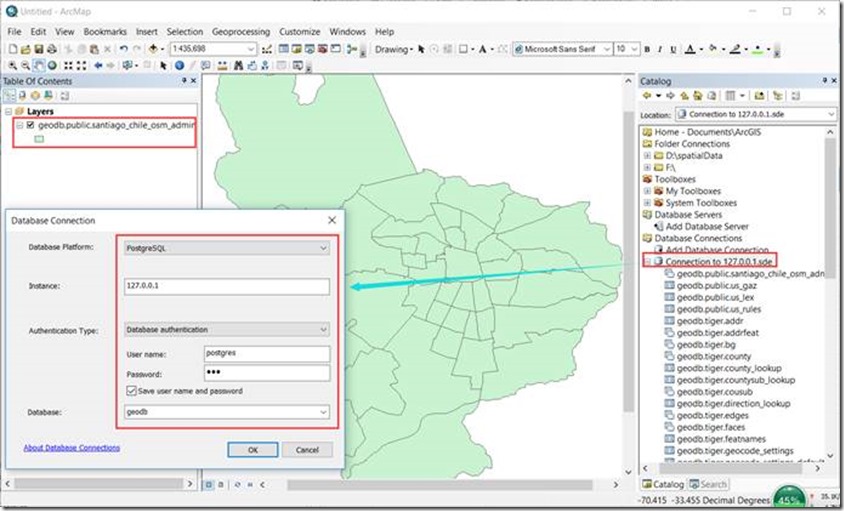 Untitled - ArcMap
File Edit View Bookmarks Insert Selection Geoprocessing Customize Windows Help
1:435,698
Drawing
Microsoft Sans Serif
10
B I U A
Table Of Contents
Layers
geodb.public.santiago_chile_osm_admin
Database Connection
Database Platform:
PostgreSQL
Instance:
127.0.0.1
Authentication Type:
Database authentication
User name:
postgres
Password:
●●●
Save user name and password
Database:
geodb
About Database Connections
OK
Cancel
Catalog
Location:
Connection to 127.0.0.1.sde
Home - Documents\ArcGIS
Folder Connections
D:\spatialData
F:\
Toolboxes
My Toolboxes
System Toolboxes
Database Servers
Add Database Server
Database Connections
Add Database Connection
Connection to 127.0.0.1.sde
geodb.public.santiago_chile_osm_adm
geodb.public.us_gaz
geodb.public.us_lex
geodb.public.us_rules
geodb.tiger.addr
geodb.tiger.addrfeat
geodb.tiger.bg
geodb.tiger.county
geodb.tiger.county_lookup
geodb.tiger.countysub_lookup
geodb.tiger.cousub
geodb.tiger.direction_lookup
geodb.tiger.edges
geodb.tiger.faces
geodb.tiger.featnames
geodb.tiger.geocode_settings
geodb.tiger.geocode_settings_default
Catalog
Search
-70.415 -33.455 Decimal Degrees
45%